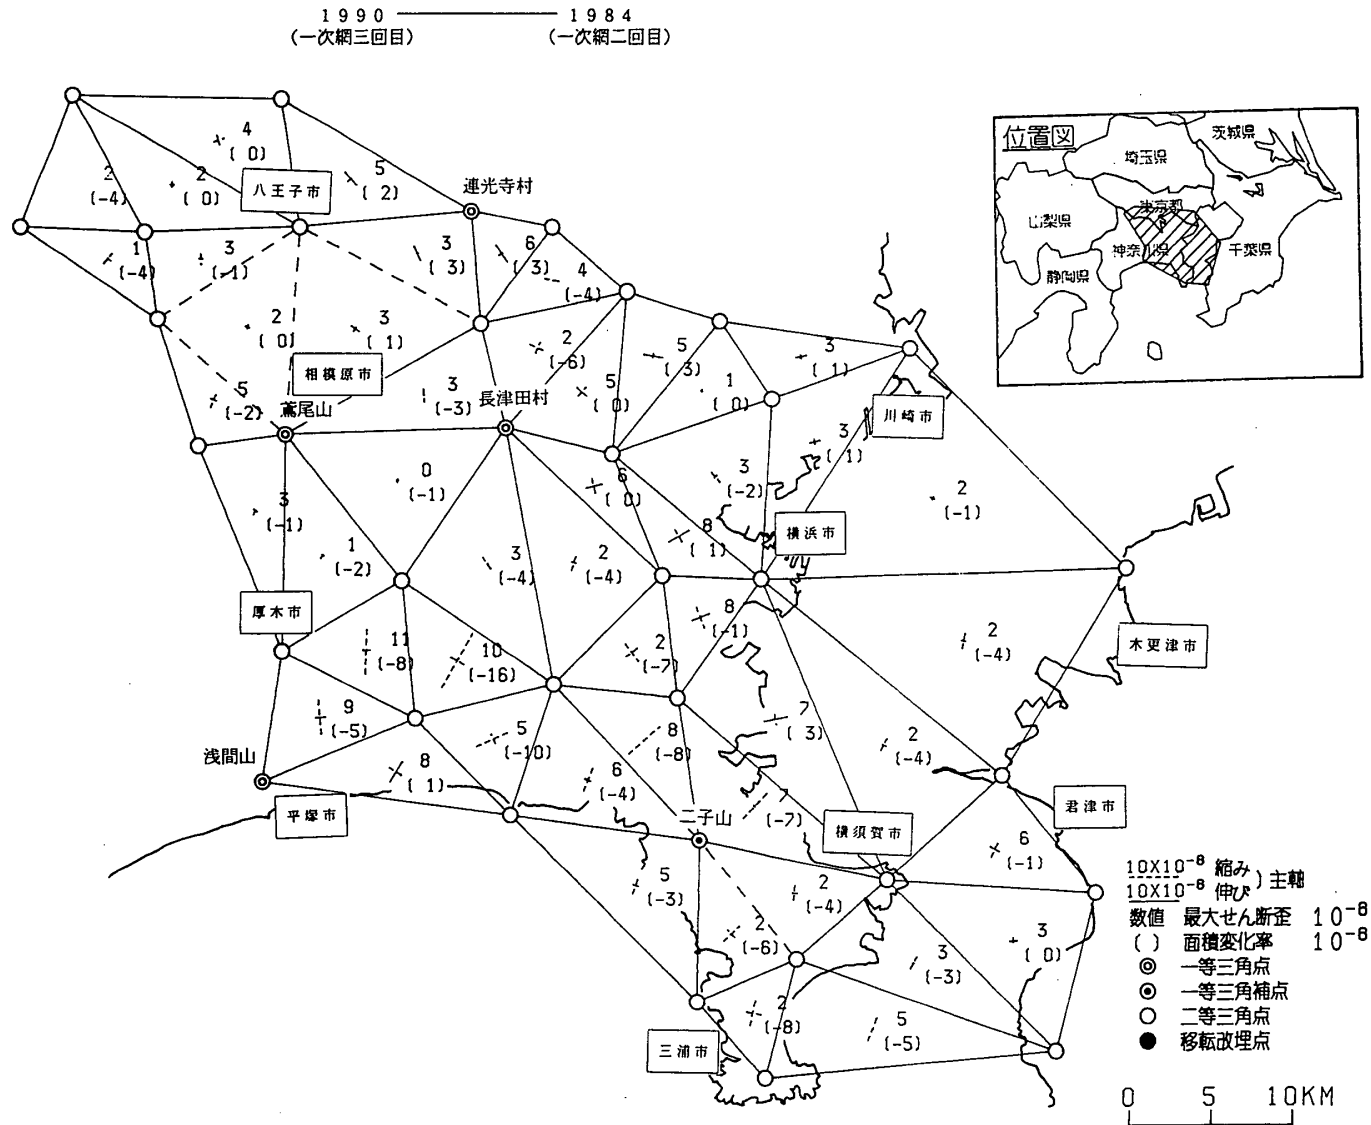 1990 ――― 1984
(一次網三回目) (一次網二回目)
位置図
茨城県
埼玉県
東京都
山梨県
神奈川県
千葉県
静岡県
4
( 0)
5
( 2)
連光寺村
2
(-4)
2
( 0)
八王子市
1
(-4)
3
(-1)
3
( 3)
6
( 3)
4
(-4)
2
( 0)
3
( 1)
2
(-6)
5
(-3)
3
( 1)
相模原市
5
(-2)
鳶尾山
3
(-3)
長津田村
5
( 0)
1
( 0)
川崎市
3
( 1)
0
(-1)
6
( 0)
3
(-2)
2
(-1)
3
(-1)
1
(-2)
3
(-4)
2
(-4)
8
( 1)
横浜市
厚木市
11
(-8)
10
(-16)
2
(-7)
8
(-1)
2
(-4)
木更津市
9
(-5)
5
(-10)
8
(-8)
7
( 3)
2
(-4)
浅間山
8
( 1)
6
(-4)
7
(-7)
平塚市
二子山
横須賀市
君津市
6
(-1)
5
(-3)
2
(-4)
2
(-6)
3
(-3)
3
( 0)
2
(-8)
5
(-5)
三浦市
10X10⁻⁶ 縮み
10X10⁻⁶ 伸び ) 主軸
数値 最大せん断歪 10⁻⁶
( ) 面積変化率 10⁻⁶
◎ 一等三角点
一等三角補点
○ 二等三角点
● 移転改埋点
0 5 10KM